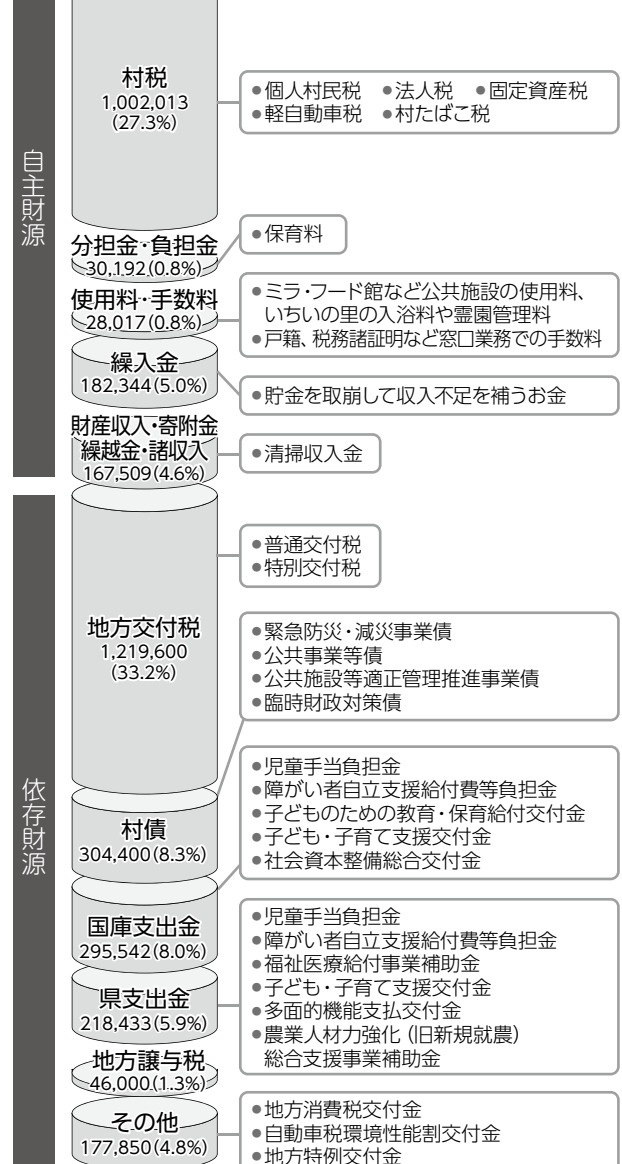 自主財源
村税
1,002,013
(27.3%)
●個人村民税 ●法人税 ●固定資産税
●軽自動車税 ●村たばこ税
分担金・負担金
30,192(0.8%)
●保育料
使用料・手数料
28,017(0.8%)
●ミラ・フード館など公共施設の使用料、
いちいの里の入浴料や霊園管理料
●戸籍、税務諸証明など窓口業務での手数料
繰入金
182,344(5.0%)
●貯金を取崩して収入不足を補うお金
財産収入・寄附金
繰越金・諸収入
167,509(4.6%)
●清掃収入金
依存財源
地方交付税
1,219,600
(33.2%)
●普通交付税
●特別交付税
村債
304,400(8.3%)
●緊急防災・減災事業債
●公共事業等債
●公共施設等適正管理推進事業債
●臨時財政対策債
国庫支出金
295,542(8.0%)
●児童手当負担金
●障がい者自立支援給付費等負担金
●子どものための教育・保育給付交付金
●子ども・子育て支援交付金
●社会資本整備総合交付金
県支出金
218,433(5.9%)
●児童手当負担金
●障がい者自立支援給付費等負担金
●福祉医療給付事業補助金
●子ども・子育て支援交付金
●多面的機能支払交付金
●農業人材力強化(旧新規就農)
総合支援事業補助金
地方譲与税
46,000(1.3%)
その他
177,850(4.8%)
●地方消費税交付金
●自動車税環境性能割交付金
●地方特例交付金